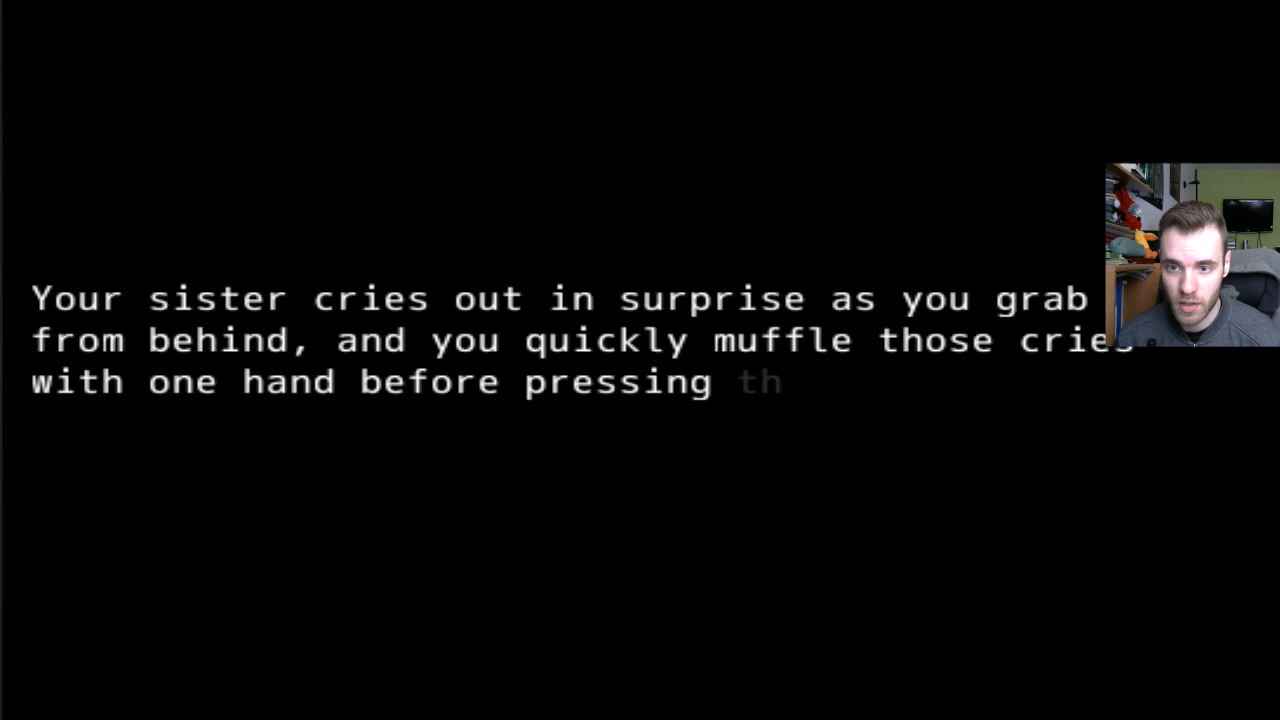 Your sister cries out in surprise as you grab
from behind, and you quickly muffle those cries
with one hand before pressing th